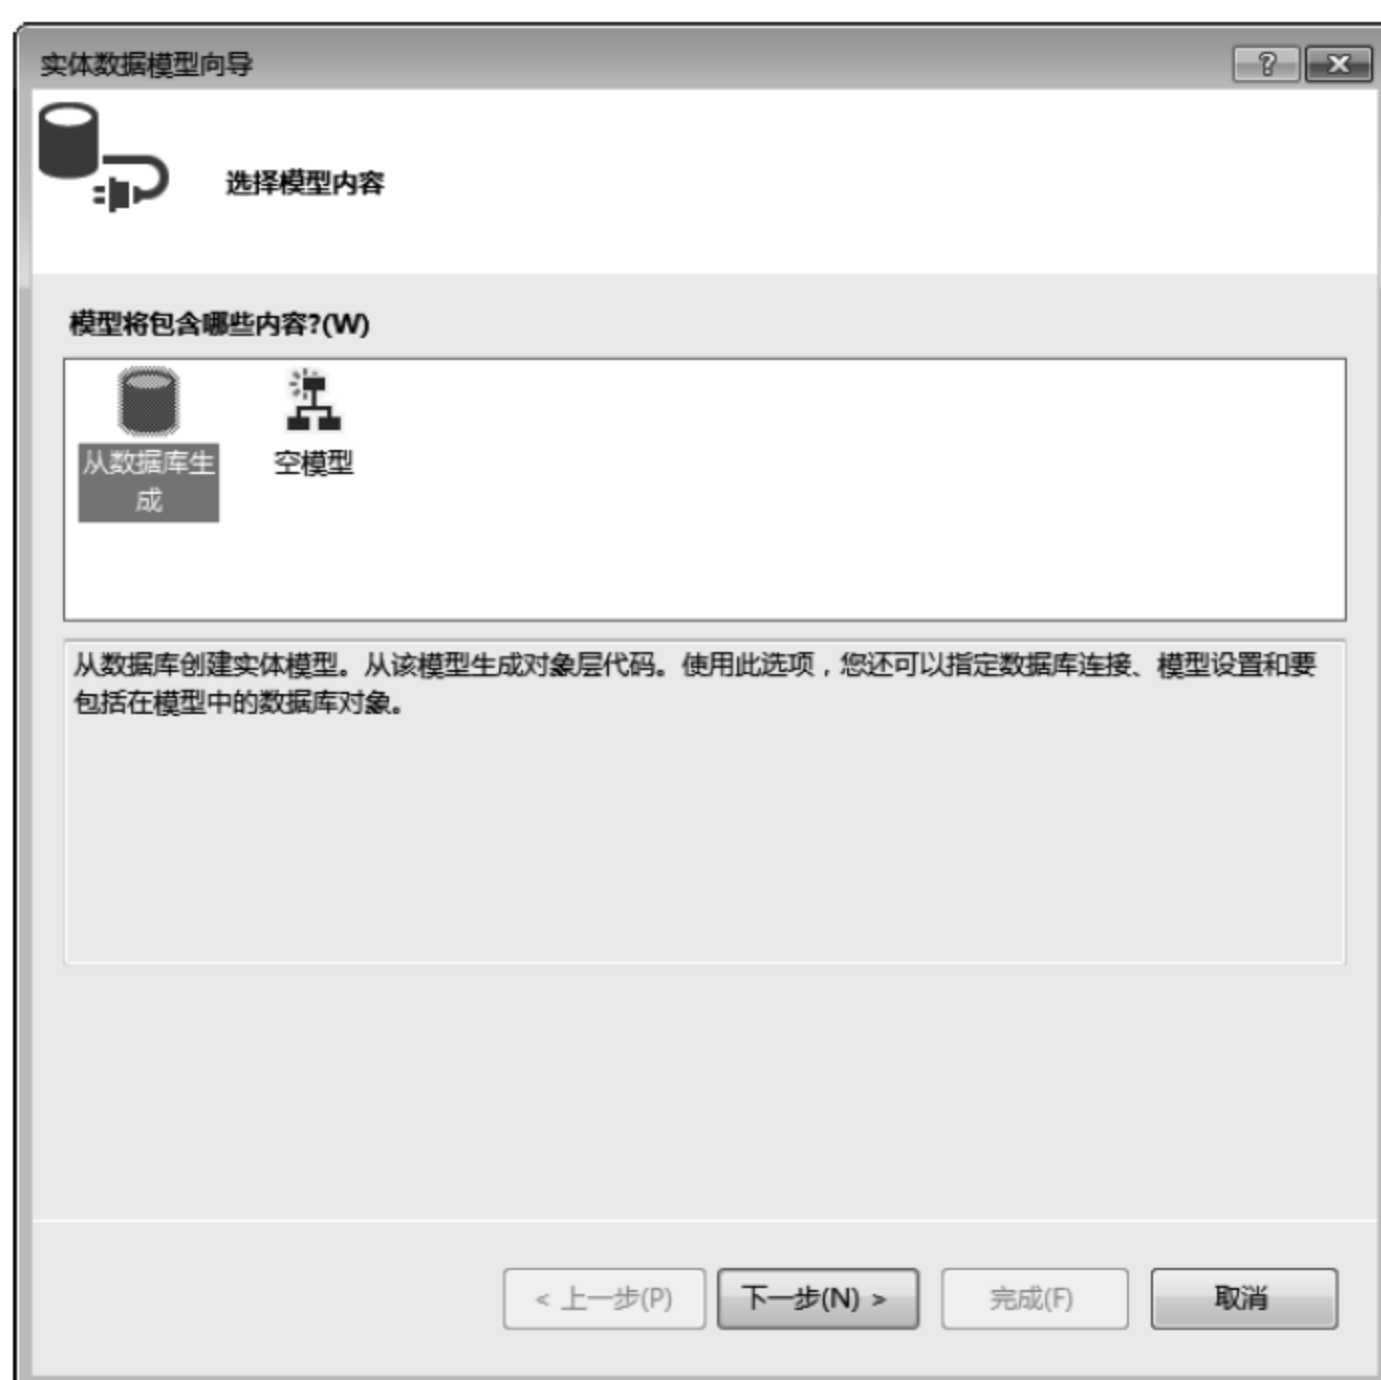 实体数据模型向导
选择模型内容
模型将包含哪些内容?(W)
从数据库生
成
空模型
从数据库创建实体模型。从该模型生成对象层代码。使用此选项，您还可以指定数据库连接、模型设置和要
包括在模型中的数据库对象。
< 上一步(P)
下一步(N) >
完成(F)
取消